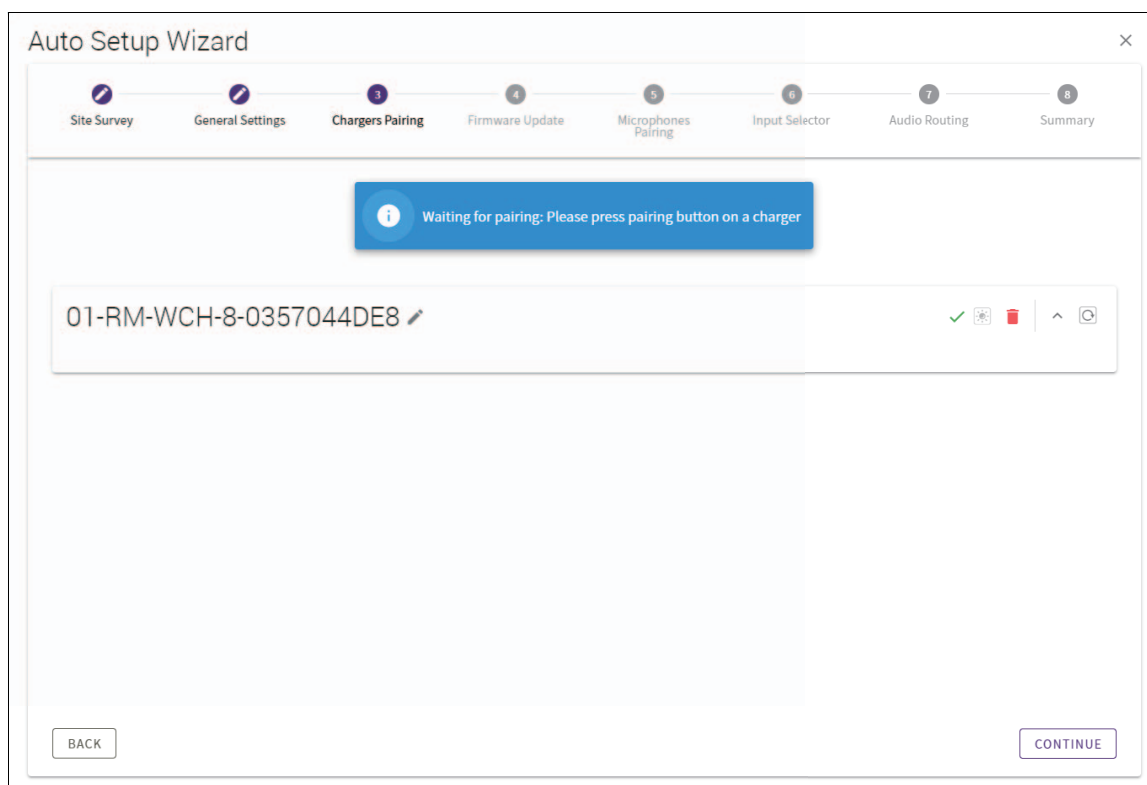 Auto Setup Wizard
3 4 5 6 7 8
Site Survey General Settings Chargers Pairing Firmware Update Microphones Pairing Input Selector Audio Routing Summary
Waiting for pairing: Please press pairing button on a charger
01-RM-WCH-8-0357044DE8
BACK CONTINUE